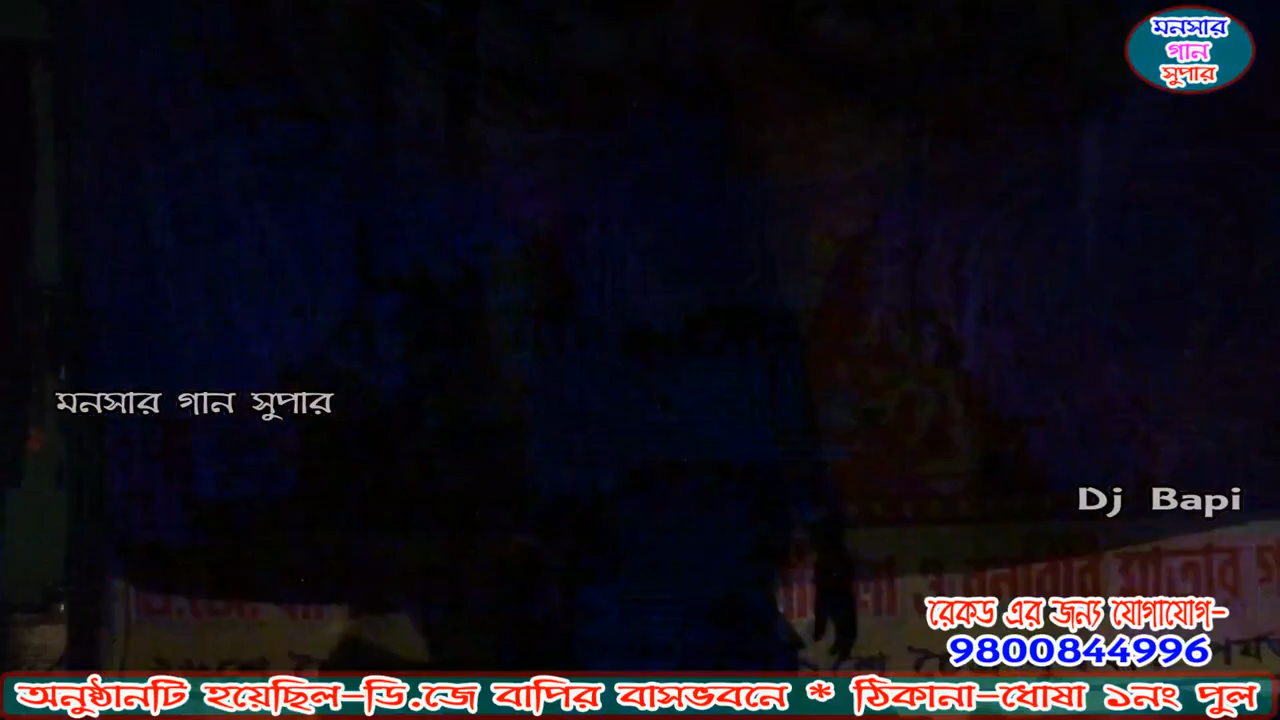 মনসার
গান
সুপার
মনসার গান সুপার
Dj Bapi
রেকড এর জন্য যোগাযোগ-
9800844996
অনুষ্ঠানটি হয়েছিল-ডি.জে বাপির বাসভবনে * ঠিকানা-ধোষা ১নং পুল